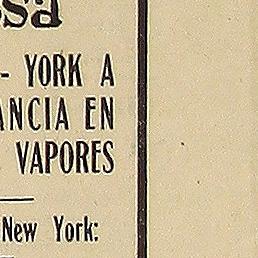 sa
- YORK A
ANCIA EN
VAPORES
New York: